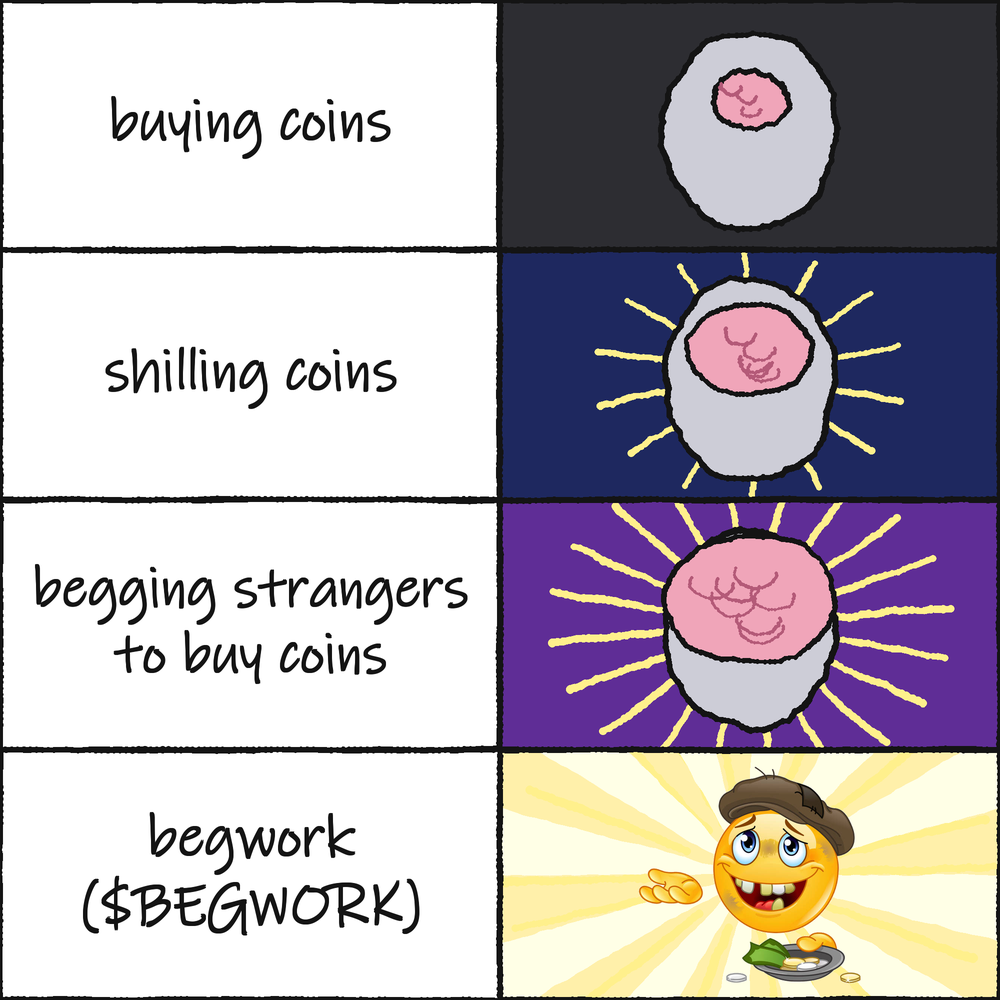 buying coins
shilling coins
begging strangers
to buy coins
begwork
($BEGWORK)